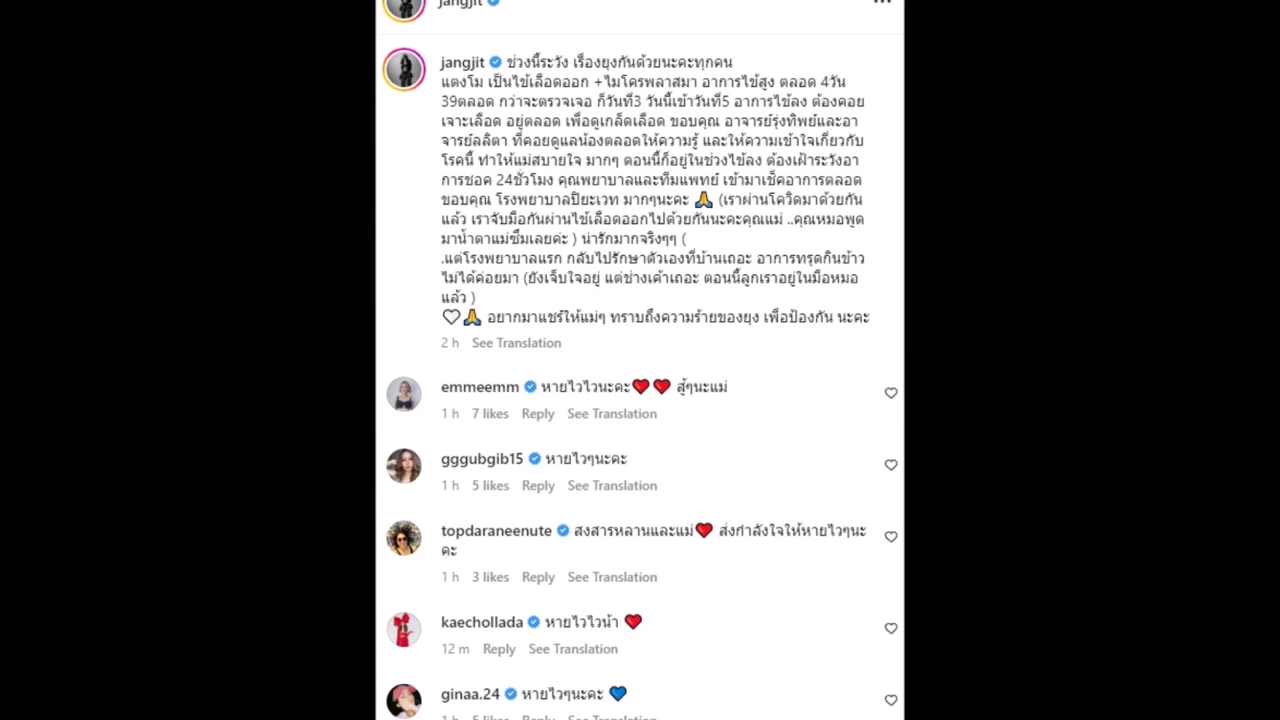 jangjit
jangjit ช่วงนี้ระวัง เรื่องยุงกันด้วยนะคะทุกคน
แตงโม เป็นไข้เลือดออก +ไมโครพลาสมา อาการไข้สูง ตลอด 4วัน
39ตลอด กว่าจะตรวจเจอ ก็วันที่3 วันนี้เข้าวันที่5 อาการไข้ลง ต้องคอย
เจาะเลือด อยู่ตลอด เพื่อดูเกล็ดเลือด ขอบคุณ อาจารย์รุ่งทิพย์และอา
จารย์ลลิตา ที่คอยดูแลน้องตลอดให้ความรู้ และให้ความเข้าใจเกี่ยวกับ
โรคนี้ ทำให้แม่สบายใจ มากๆ ตอนนี้ก็อยู่ในช่วงไข้ลง ต้องเฝ้าระวังอา
การชอค 24ชั่วโมง คุณพยาบาลและทีมแพทย์ เข้ามาเช็คอาการตลอด
ขอบคุณ โรงพยาบาลปิยะเวท มากๆนะคะ 🙏 (เราผ่านโควิดมาด้วยกัน
แล้ว เราจับมือกันผ่านไข้เลือดออกไปด้วยกันนะคะคุณแม่ ..คุณหมอพูด
มาน้ำตาแม่ซึมเลยค่ะ ) น่ารักมากจริงๆๆ (
.แต่โรงพยาบาลแรก กลับไปรักษาตัวเองที่บ้านเถอะ อาการทรุดกินข้าว
ไม่ได้ค่อยมา (ยังเจ็บใจอยู่ แต่ช่างเค้าเถอะ ตอนนี้ลูกเราอยู่ในมือหมอ
แล้ว )
🤍🙏 อยากมาแชร์ให้แม่ๆ ทราบถึงความร้ายของยุง เพื่อป้องกัน นะคะ
2 h See Translation
emmeemm หายไวไวนะคะ❤️❤️ สู้ๆนะแม่
1 h 7 likes Reply See Translation
gggubgib15 หายไวๆนะคะ
1 h 5 likes Reply See Translation
topdaraneenute สงสารหลานและแม่❤️ ส่งกำลังใจให้หายไวๆนะ
คะ
1 h 3 likes Reply See Translation
kaechollada หายไวไวน้า ❤️
12 m Reply See Translation
ginaa.24 หายไวๆนะคะ 💙
1 h 5 likes Reply See Translation